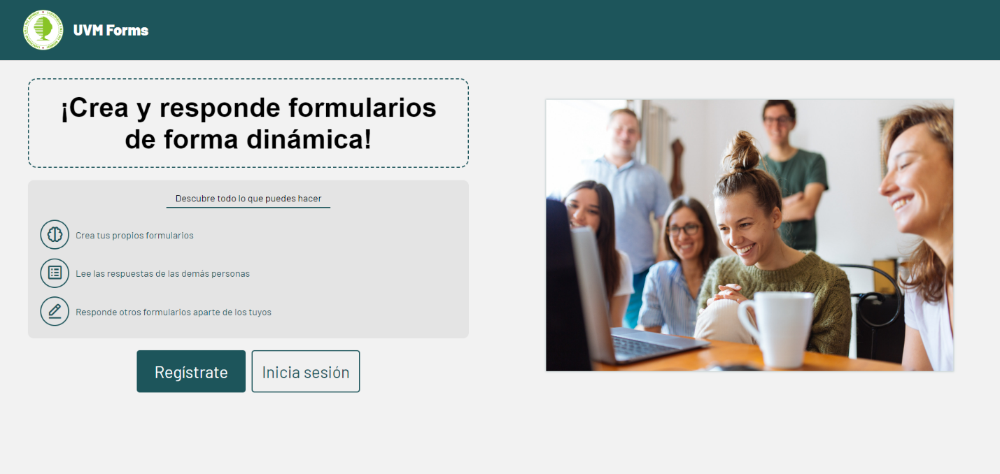 UVM Forms
¡Crea y responde formularios
de forma dinámica!
Descubre todo lo que puedes hacer
Crea tus propios formularios
Lee las respuestas de las demás personas
Responde otros formularios aparte de los tuyos
Regístrate
Inicia sesión